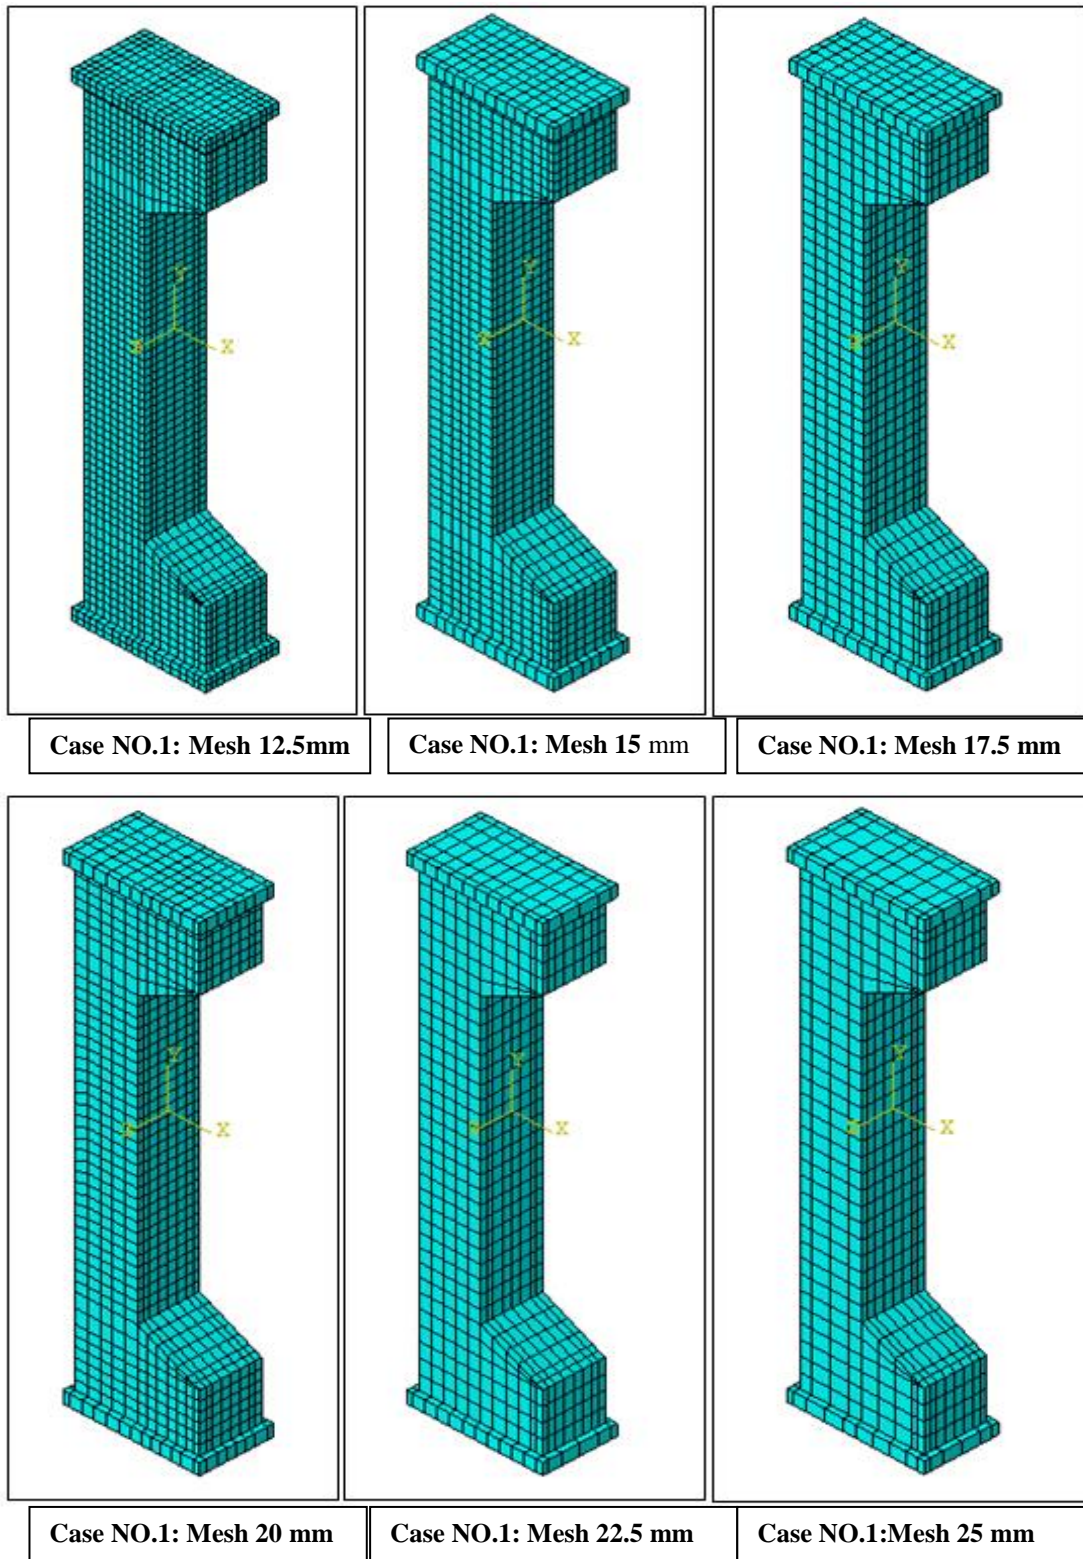 Y
X
Y
X
Y
X
Case NO.1: Mesh 12.5mm
Case NO.1: Mesh 15 mm
Case NO.1: Mesh 17.5 mm
Y
X
Y
X
Y
X
Case NO.1: Mesh 20 mm
Case NO.1: Mesh 22.5 mm
Case NO.1:Mesh 25 mm